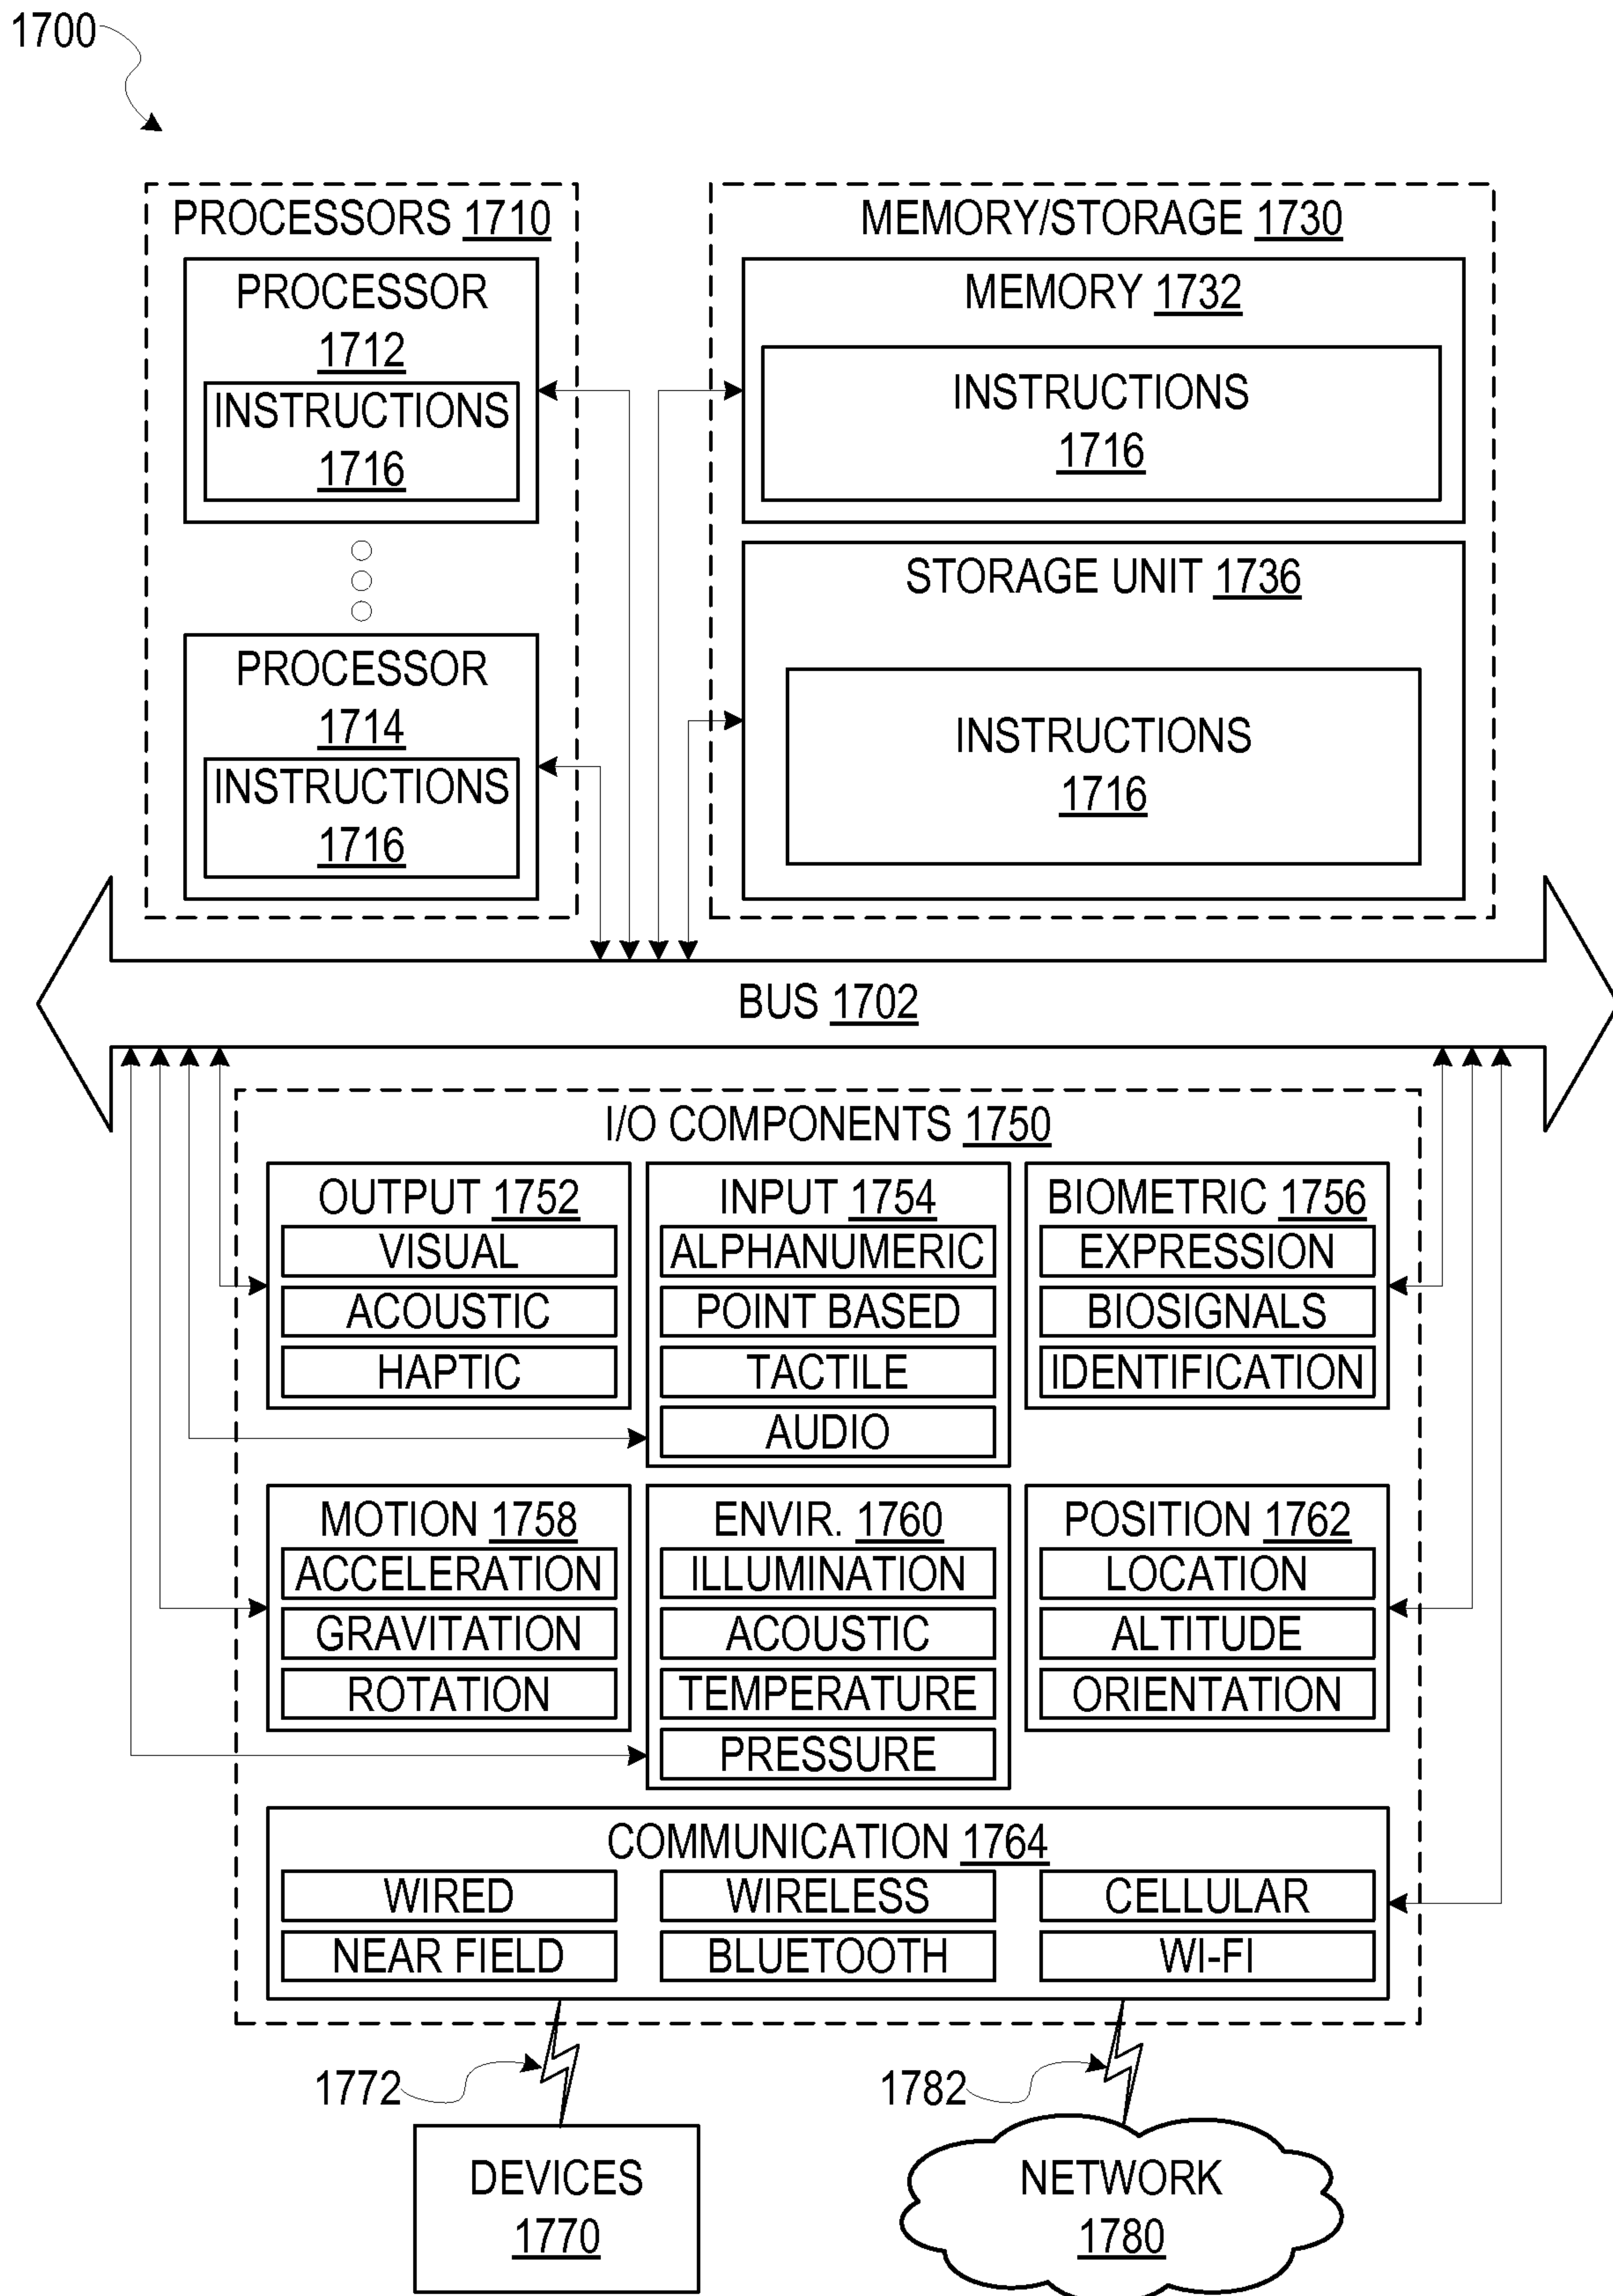 1700
PROCESSORS 1710
PROCESSOR
1712
INSTRUCTIONS
1716
PROCESSOR
1714
INSTRUCTIONS
1716
MEMORY/STORAGE 1730
MEMORY 1732
INSTRUCTIONS
1716
STORAGE UNIT 1736
INSTRUCTIONS
1716
BUS 1702
I/O COMPONENTS 1750
OUTPUT 1752
VISUAL
ACOUSTIC
HAPTIC
INPUT 1754
ALPHANUMERIC
POINT BASED
TACTILE
AUDIO
BIOMETRIC 1756
EXPRESSION
BIOSIGNALS
IDENTIFICATION
MOTION 1758
ACCELERATION
GRAVITATION
ROTATION
ENVIR. 1760
ILLUMINATION
ACOUSTIC
TEMPERATURE
PRESSURE
POSITION 1762
LOCATION
ALTITUDE
ORIENTATION
COMMUNICATION 1764
WIRED
WIRELESS
CELLULAR
NEAR FIELD
BLUETOOTH
WI-FI
1772
1782
DEVICES
1770
NETWORK
1780